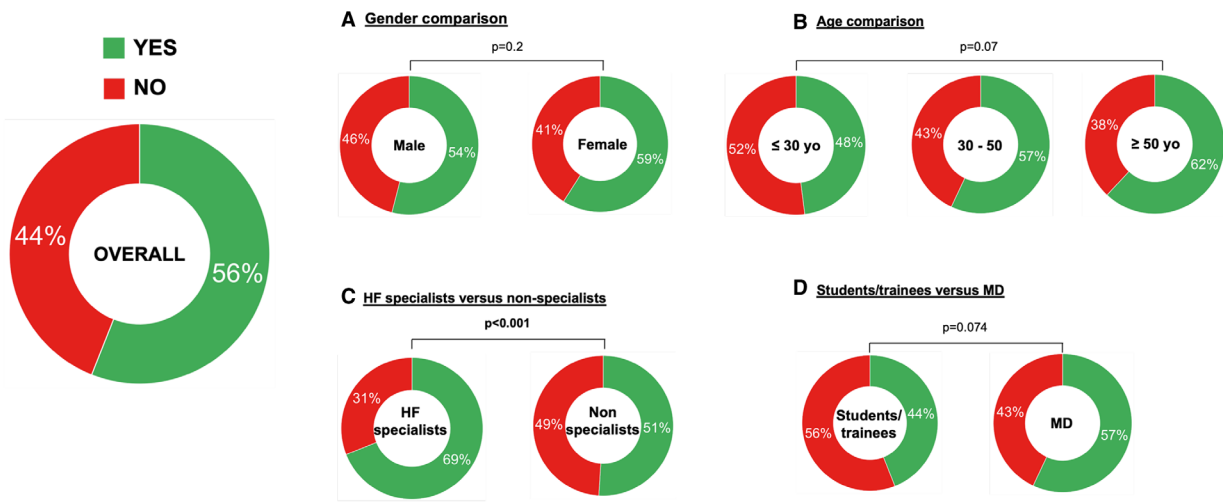 YES
NO
44%
OVERALL
56%
A Gender comparison
p=0.2
46%
Male
54%
41%
Female
59%
B Age comparison
p=0.07
52%
≤ 30 yo
48%
43%
30 - 50
57%
38%
≥ 50 yo
62%
C HF specialists versus non-specialists
p<0.001
31%
HF
specialists
69%
49%
Non
specialists
51%
D Students/trainees versus MD
p=0.074
56%
Students/
trainees
44%
43%
MD
57%